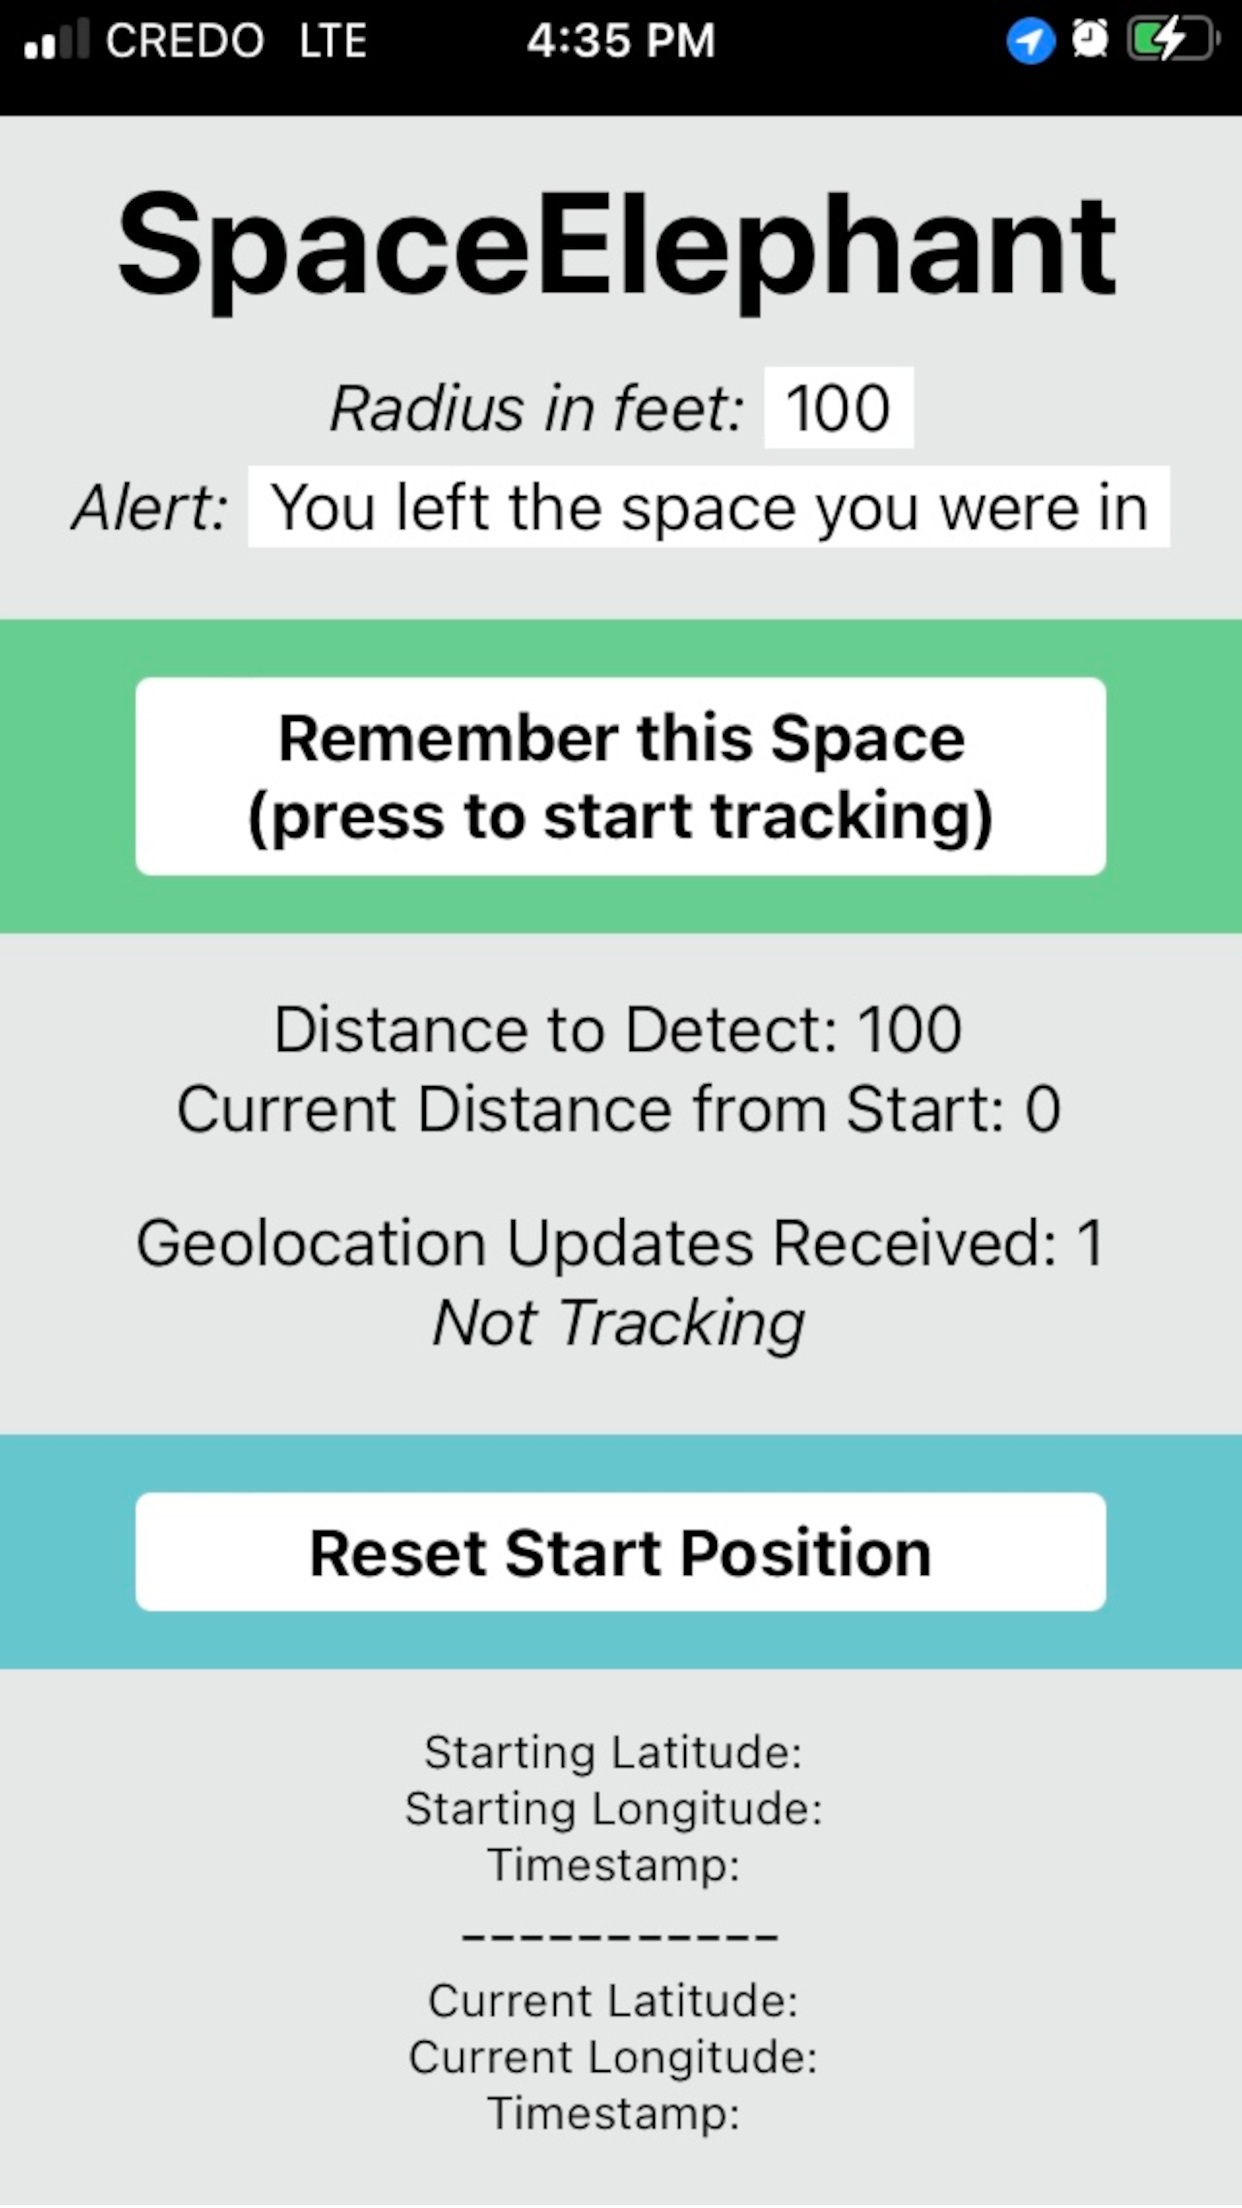 CREDO LTE 4:35 PM
SpaceElephant
Radius in feet: 100
Alert: You left the space you were in
Remember this Space
(press to start tracking)
Distance to Detect: 100
Current Distance from Start: 0
Geolocation Updates Received: 1
Not Tracking
Reset Start Position
Starting Latitude:
Starting Longitude:
Timestamp:
-----------
Current Latitude:
Current Longitude:
Timestamp: